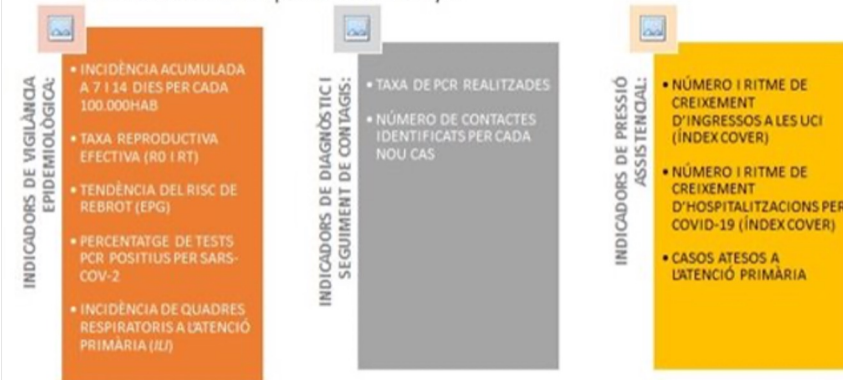 INDICADORS DE VIGILÀNCIA
EPIDEMIOLÒGICA:
• INCIDÈNCIA ACUMULADA
A 7 I 14 DIES PER CADA
100.000HAB
• TAXA REPRODUCTIVA
EFECTIVA (R0 I RT)
• TENDÈNCIA DEL RISC DE
REBROT (EPG)
• PERCENTATGE DE TESTS
PCR POSITIUS PER SARS-
COV-2
• INCIDÈNCIA DE QUADRES
RESPIRATORIS A L'ATENCIÓ
PRIMÀRIA (ILI)
INDICADORS DE DIAGNÒSTIC I
SEGUIMENT DE CONTAGIS:
• TAXA DE PCR REALITZADES
• NÚMERO DE CONTACTES
IDENTIFICATS PER CADA
NOU CAS
INDICADORS DE PRESSIÓ
ASSISTENCIAL:
• NÚMERO I RITME DE
CREIXEMENT
D'INGRESSOS A LES UCI
(ÍNDEX COVER)
• NÚMERO I RITME DE
CREIXEMENT
D'HOSPITALITZACIONS PER
COVID-19 (ÍNDEX COVER)
• CASOS ATESOS A
L'ATENCIÓ PRIMÀRIA